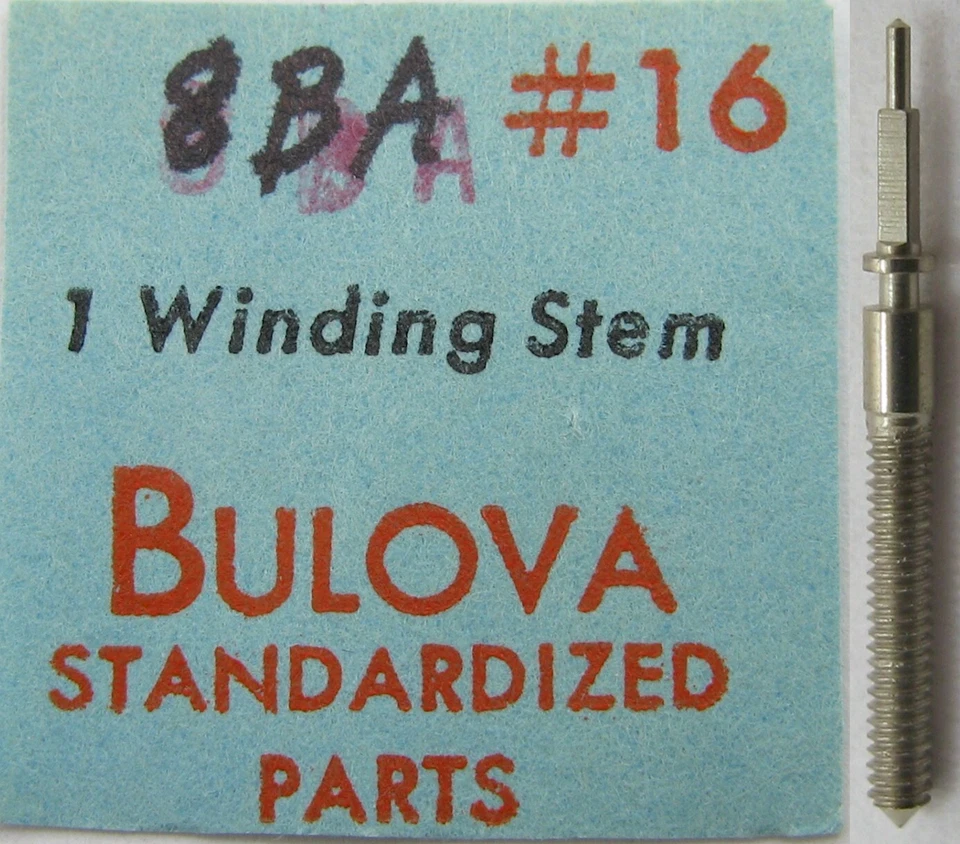 8BA #16
1 Winding Stem
BULOVA
STANDARDIZED
PARTS